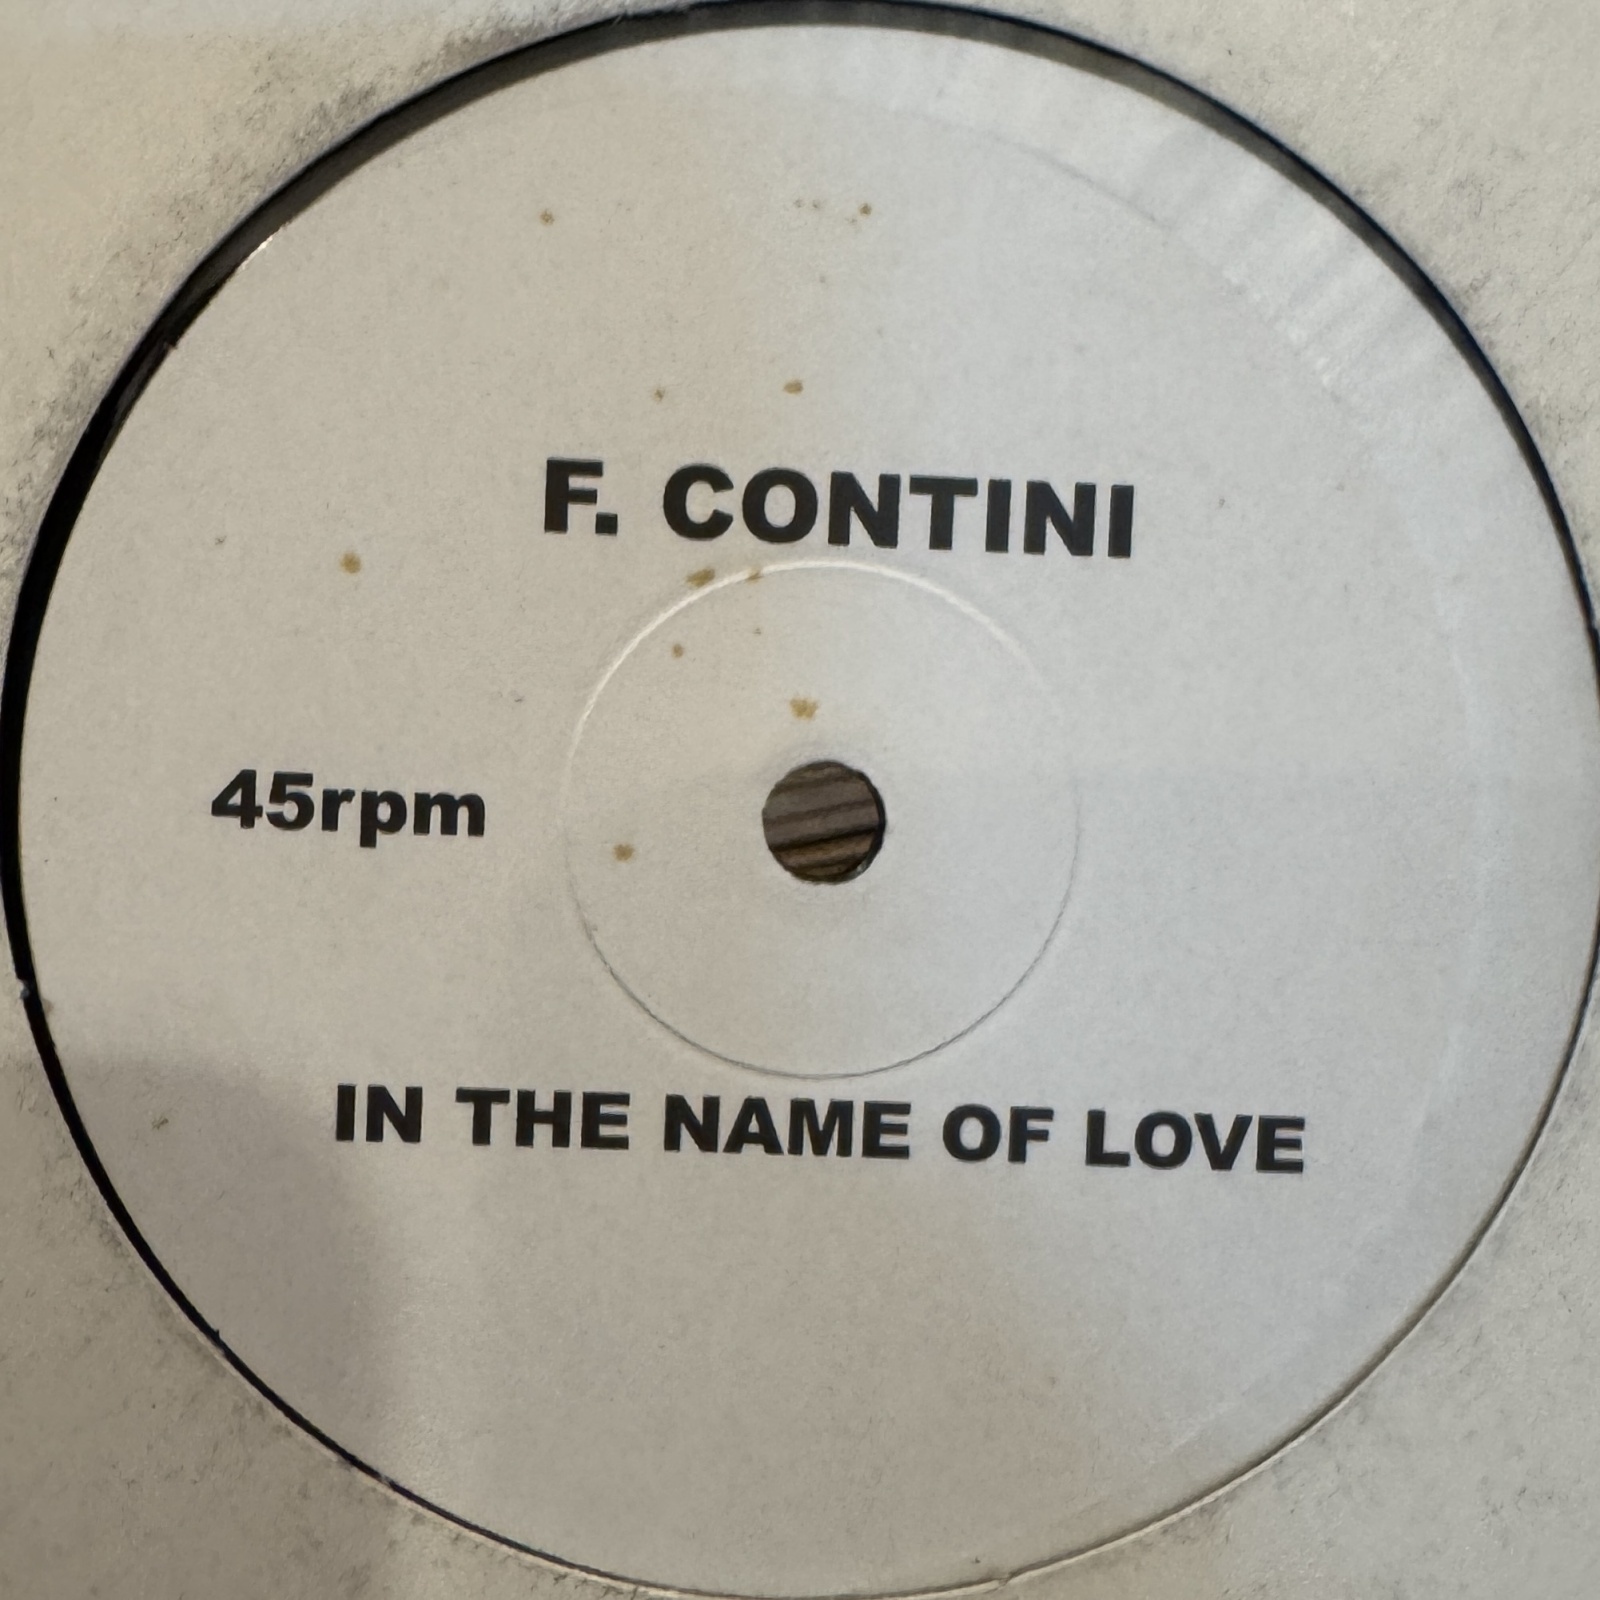 F. CONTINI
45rpm
IN THE NAME OF LOVE